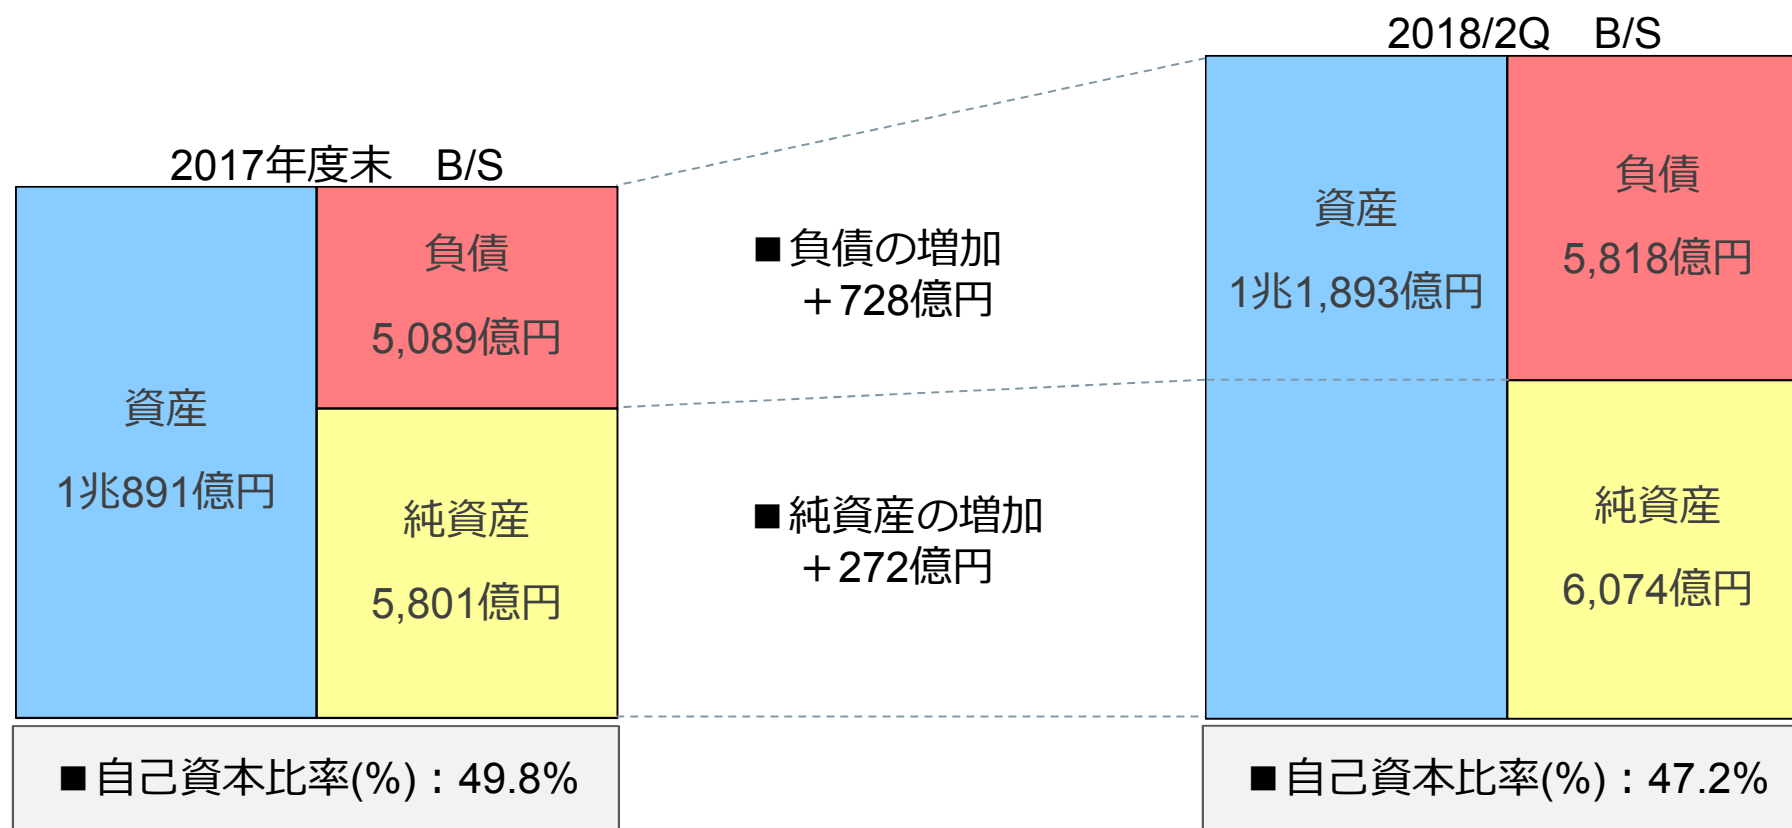 2017年度末　B/S
資産
1兆891億円
負債
5,089億円
純資産
5,801億円
■自己資本比率(%)：49.8%
■負債の増加
＋728億円
■純資産の増加
＋272億円
2018/2Q　B/S
資産
1兆1,893億円
負債
5,818億円
純資産
6,074億円
■自己資本比率(%)：47.2%